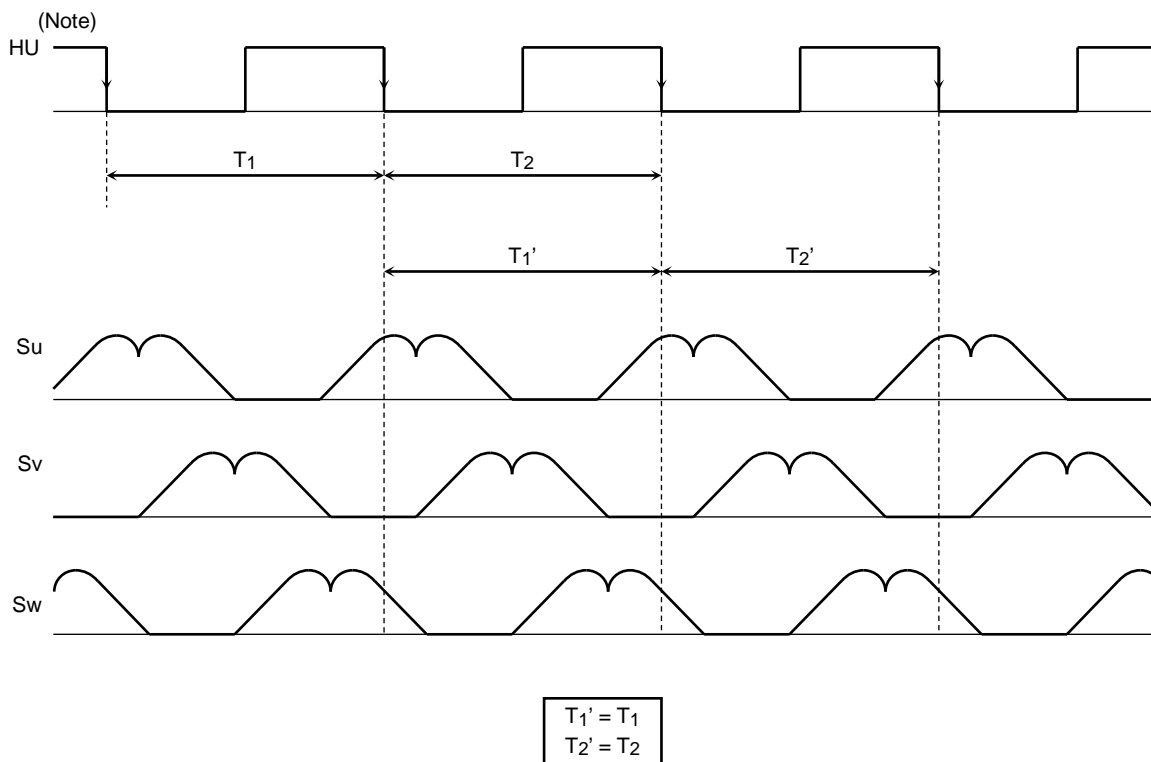 (Note)
HU
T1
T2
T1’
T2’
Su
Sv
Sw
T1’ = T1
T2’ = T2